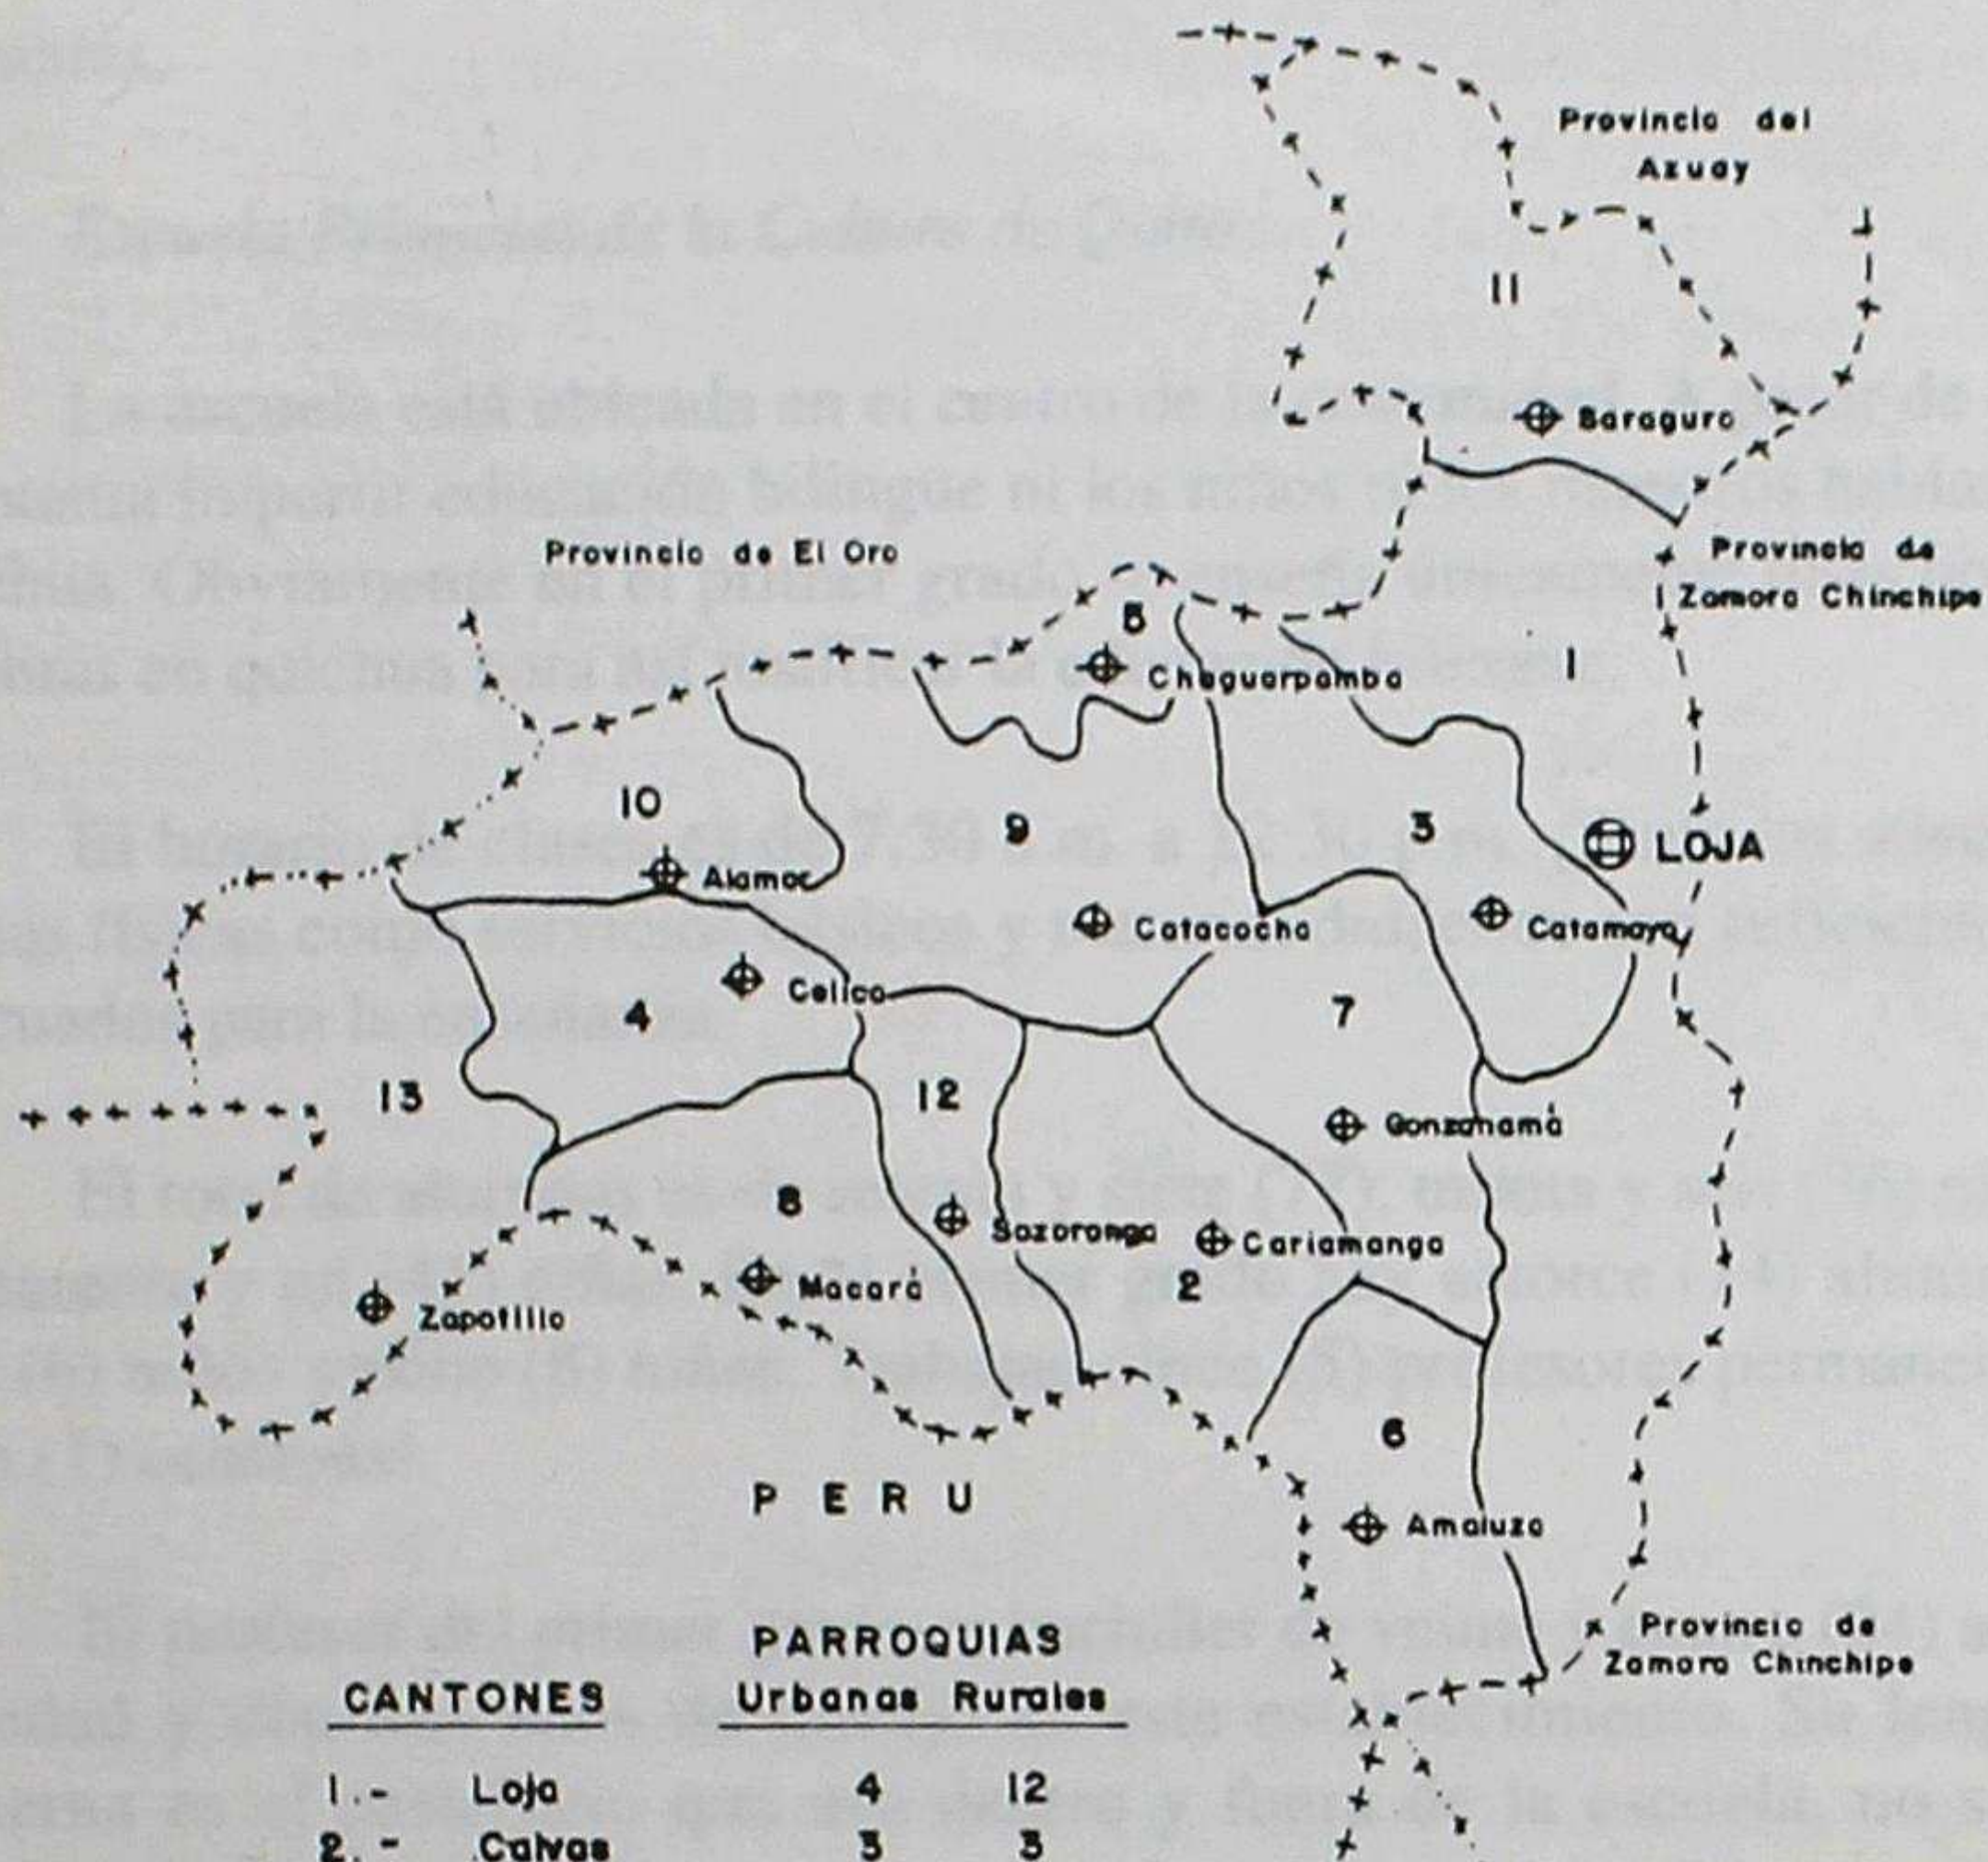 Provincia del
Azuay
11
Saraguro
Provincia de El Oro
Provincia de
Zamora Chinchipe
5
Chaguarpamba
1
10
9
3
LOJA
Alamor
Catacocha
Catamayo
Celica
4
7
13
12
Gonzanamá
8
Sozoranga
Cariamanga
Macará
2
Zapotillo
6
PERU
Amaluza
Provincia de
Zamora Chinchipe
PARROQUIAS
CANTONES Urbanas Rurales
1.- Loja 4 12
2.- Calvas 3 3